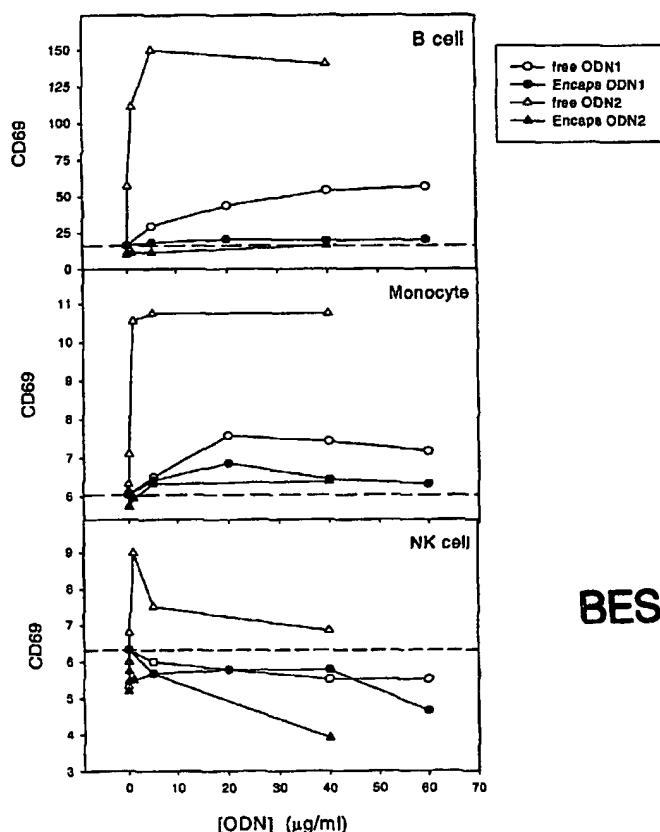 B cell
150
125
100
75
50
25
0
CD69
free ODN1
Encaps ODN1
free ODN2
Encaps ODN2
Monocyte
11
10
9
8
7
6
CD69
NK cell
9
8
7
6
5
4
3
CD69
0 10 20 30 40 50 60 70
[ODN] (µg/ml)
BES